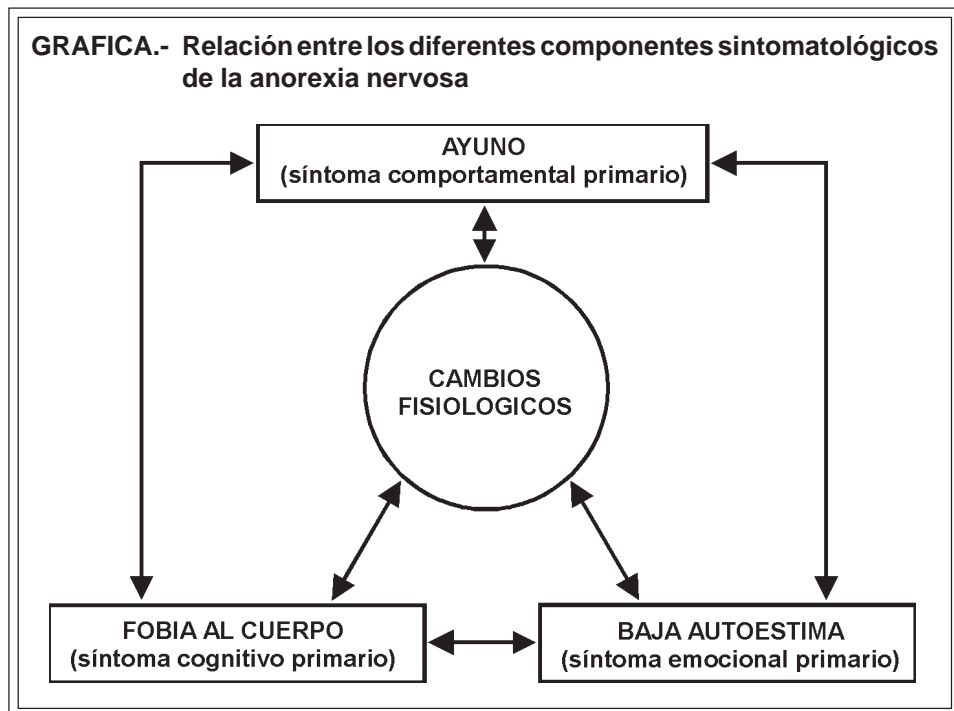 GRAFICA.- Relación entre los diferentes componentes sintomatológicos
de la anorexia nervosa
AYUNO
(síntoma comportamental primario)
CAMBIOS
FISIOLOGICOS
FOBIA AL CUERPO
(síntoma cognitivo primario)
BAJA AUTOESTIMA
(síntoma emocional primario)